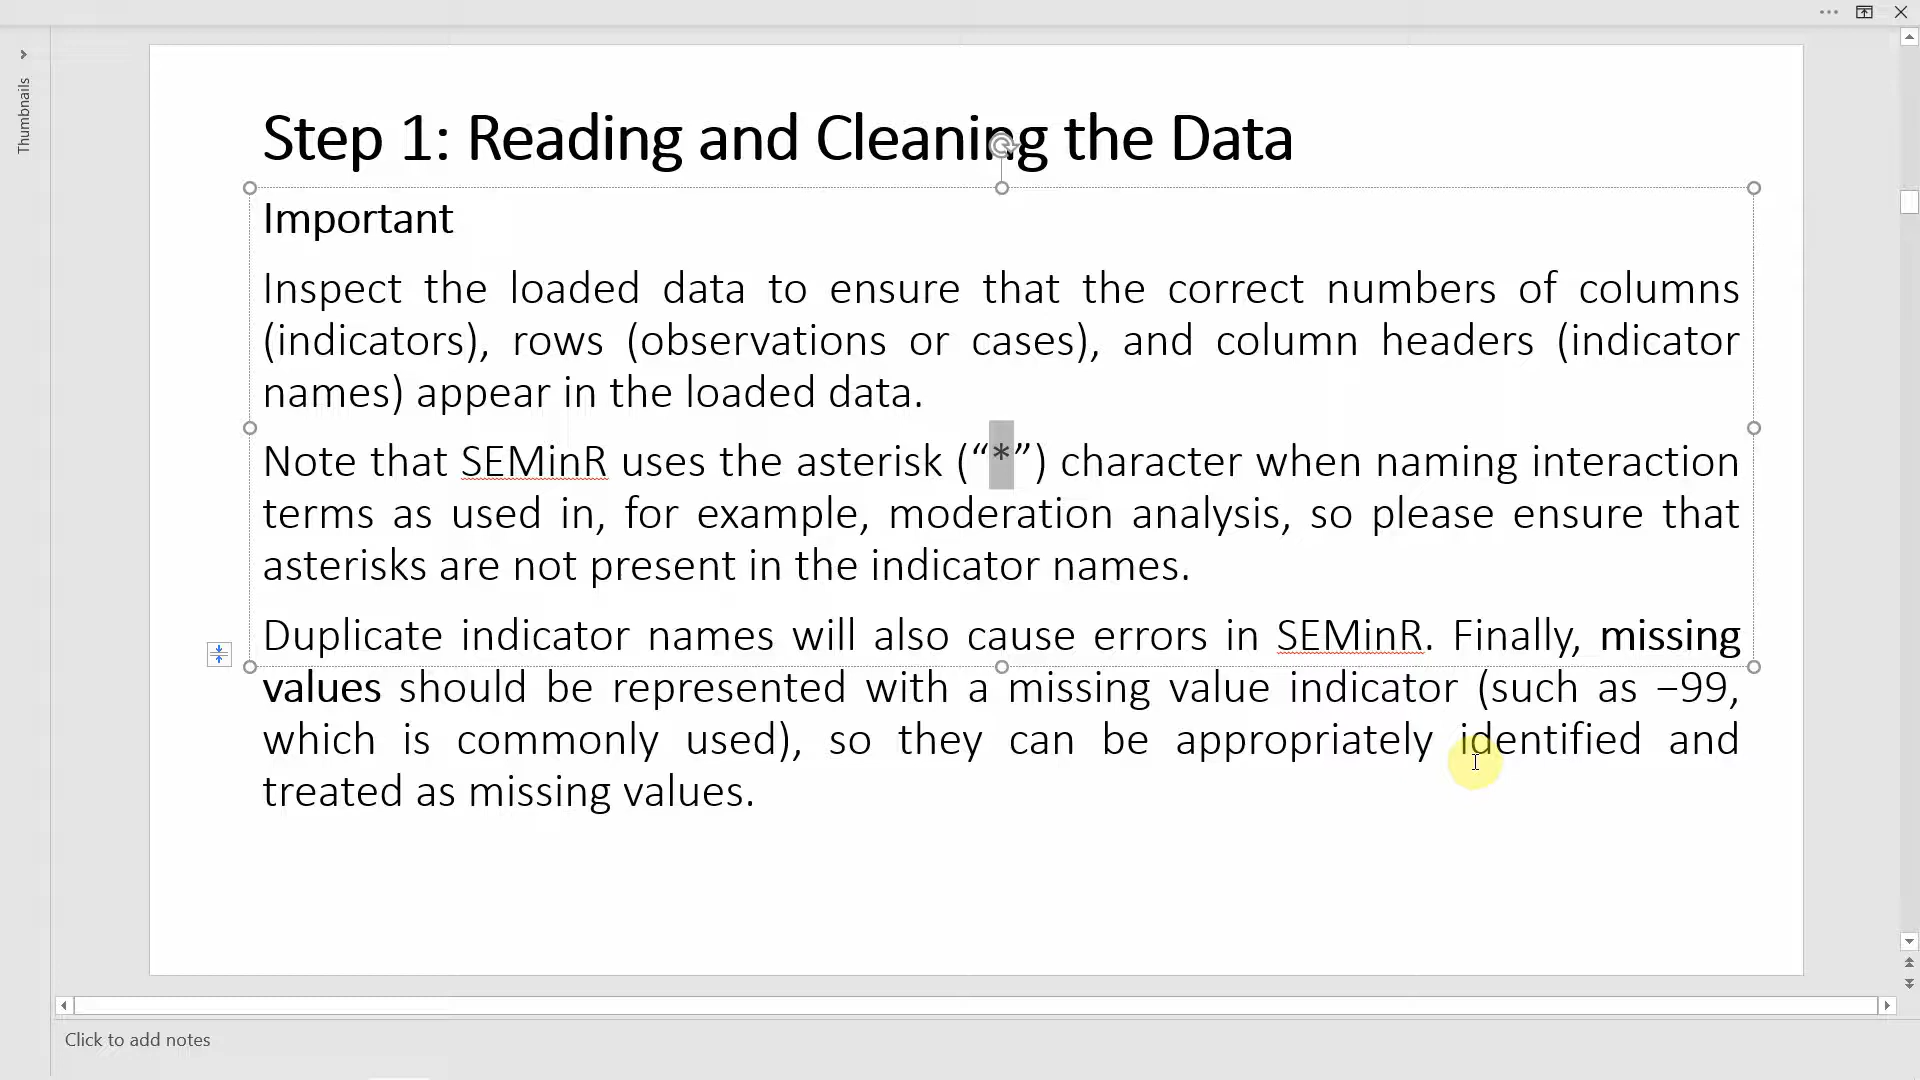 Thumbnails
Step 1: Reading and Cleaning the Data
Important
Inspect the loaded data to ensure that the correct numbers of columns
(indicators), rows (observations or cases), and column headers (indicator
names) appear in the loaded data.
Note that SEMinR uses the asterisk (“*”) character when naming interaction
terms as used in, for example, moderation analysis, so please ensure that
asterisks are not present in the indicator names.
Duplicate indicator names will also cause errors in SEMinR. Finally, missing
values should be represented with a missing value indicator (such as −99,
which is commonly used), so they can be appropriately identified and
treated as missing values.
Click to add notes